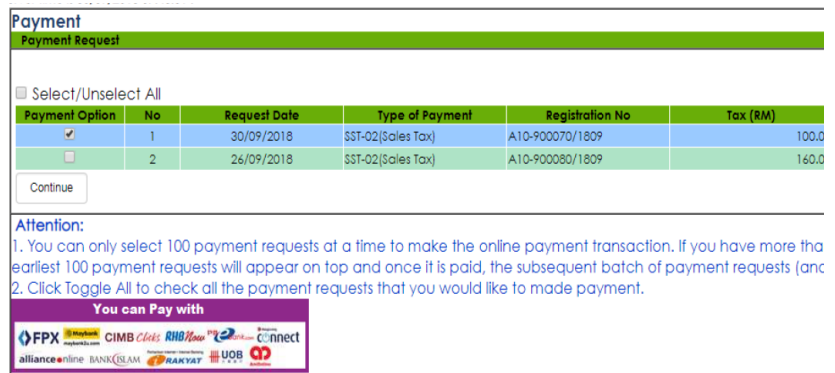 Payment
Payment Request
Select/Unselect All
Payment Option No Request Date Type of Payment Registration No Tax (RM)
1 30/09/2018 SST-02(Sales Tax) A10-900070/1809 100.0
2 26/09/2018 SST-02(Sales Tax) A10-900080/1809 160.0
Continue
Attention:
1. You can only select 100 payment requests at a time to make the online payment transaction. If you have more tha
earliest 100 payment requests will appear on top and once it is paid, the subsequent batch of payment requests (and
2. Click Toggle All to check all the payment requests that you would like to made payment.
You can Pay with
FPX Maybank maybank2u.com CIMB Clicks RHB Now Bank connect
allianceonline BANK ISLAM RAKYAT UOB